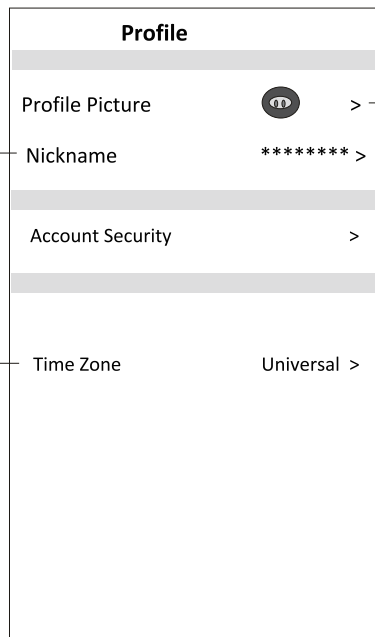 Profile
Profile Picture >
Nickname ******** >
Account Security >
Time Zone Universal >